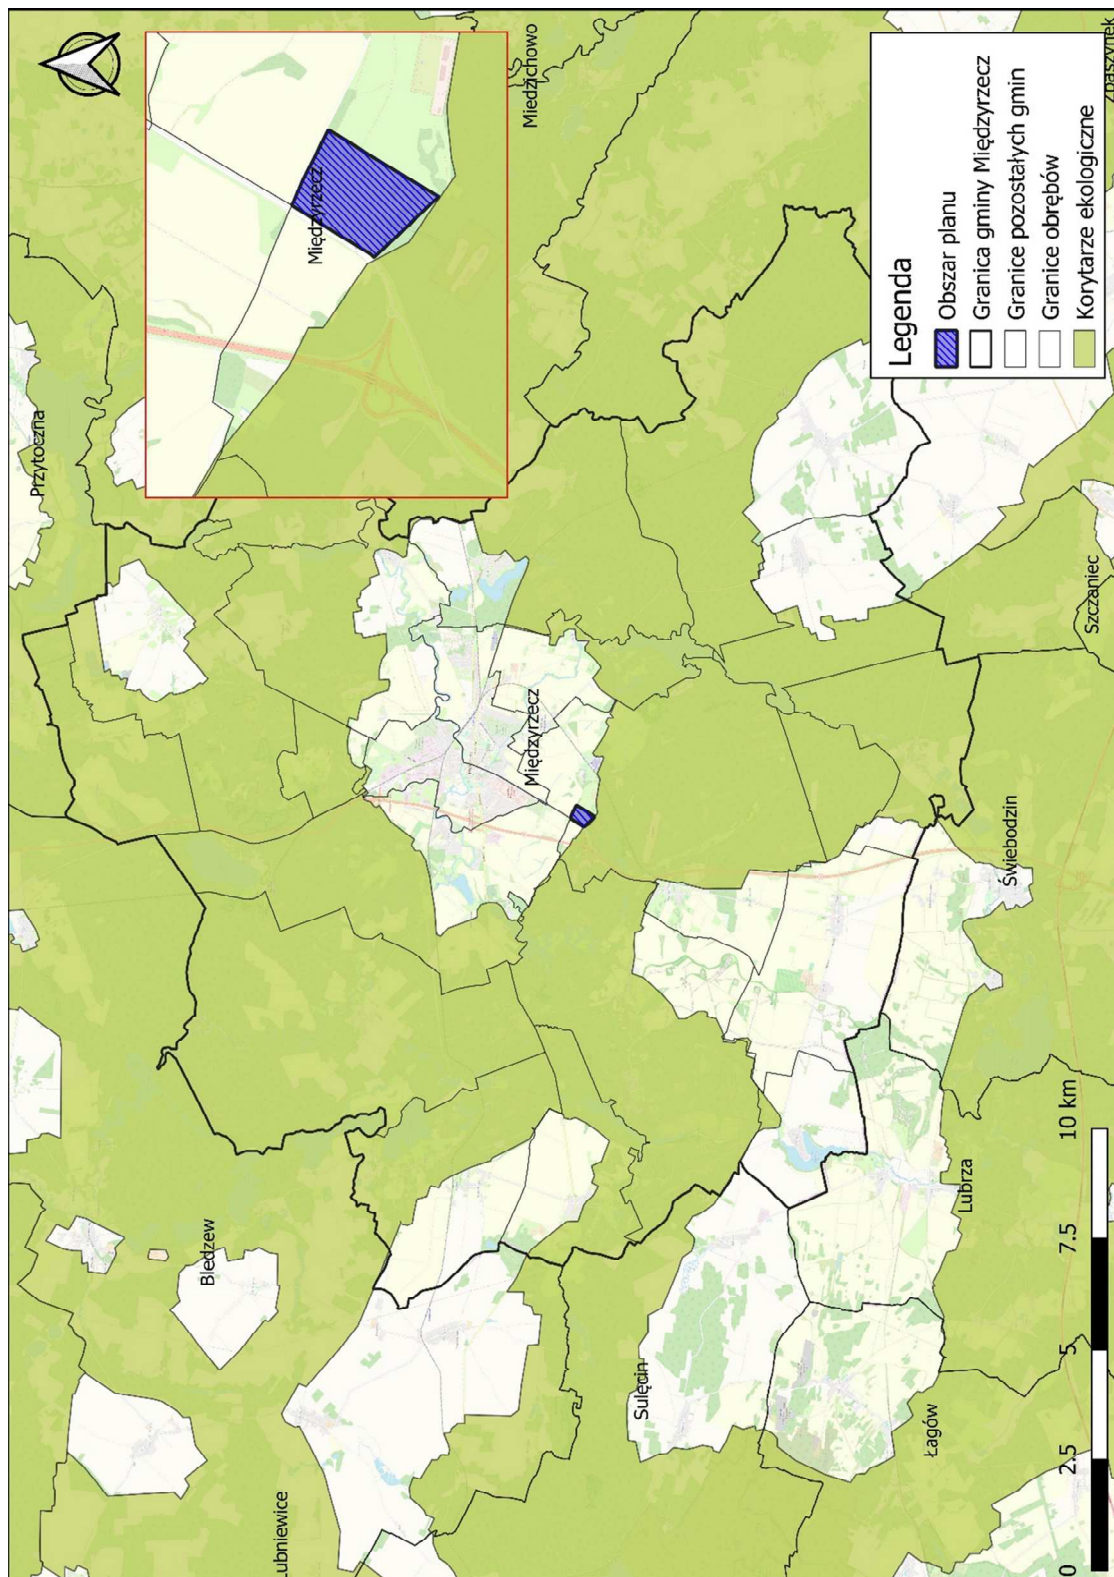 Przytoczna
Bledzew
Lubniewice
Międzyrzecz
Miedzichowo
Międzyrzecz
Sulęcin
Legenda
Obszar planu
Granica gminy Międzyrzecz
Granice pozostałych gmin
Granice obrębów
Korytarze ekologiczne
Łagów
Lubrza
Świebodzin
Szczaniec
0 2.5 5 7.5 10 km